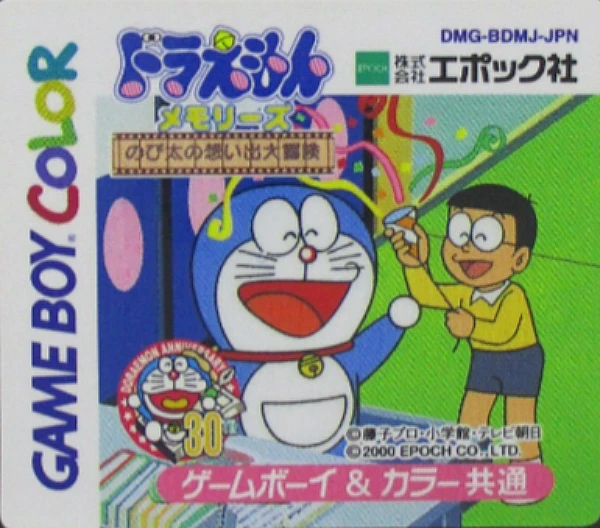 DMG-BDMJ-JPN
ドラえもん
EPOCH 株式会社 エポック社
メモリーズ
のび太の想い出大冒険
GAME BOY COLOR
DORAEMON ANNIVERSARY
30
©藤子プロ・小学館・テレビ朝日
©2000 EPOCH CO., LTD.
ゲームボーイ & カラー 共通